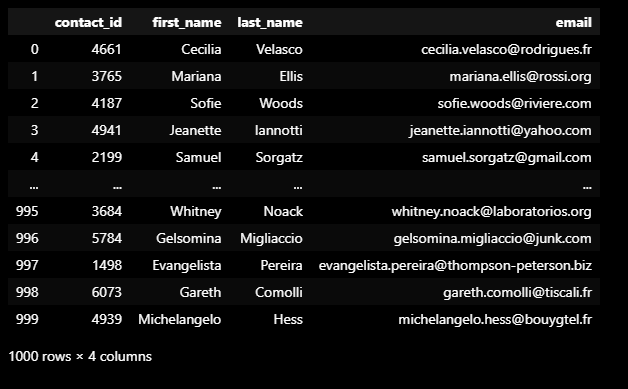 contact_id first_name last_name email
0 4661 Cecilia Velasco cecilia.velasco@rodrigues.fr
1 3765 Mariana Ellis mariana.ellis@rossi.org
2 4187 Sofie Woods sofie.woods@riviere.com
3 4941 Jeanette Iannotti jeanette.iannotti@yahoo.com
4 2199 Samuel Sorgatz samuel.sorgatz@gmail.com
... ... ... ... ...
995 3684 Whitney Noack whitney.noack@laboratorios.org
996 5784 Gelsomina Migliaccio gelsomina.migliaccio@junk.com
997 1498 Evangelista Pereira evangelista.pereira@thompson-peterson.biz
998 6073 Gareth Comolli gareth.comolli@tiscali.fr
999 4939 Michelangelo Hess michelangelo.hess@bouygtel.fr
1000 rows × 4 columns